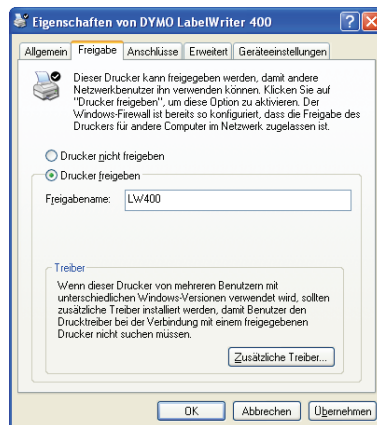 Eigenschaften von DYMO LabelWriter 400
Allgemein Freigabe Anschlüsse Erweitert Geräteeinstellungen
Dieser Drucker kann freigegeben werden, damit andere
Netzwerkbenutzer ihn verwenden können. Klicken Sie auf
"Drucker freigeben", um diese Option zu aktivieren. Der
Windows-Firewall ist bereits so konfiguriert, dass die Freigabe des
Druckers für andere Computer im Netzwerk zugelassen ist.
Drucker nicht freigeben
Drucker freigeben
Freigabename: LW400
Treiber
Wenn dieser Drucker von mehreren Benutzern mit
unterschiedlichen Windows-Versionen verwendet wird, sollten
zusätzliche Treiber installiert werden, damit Benutzer den
Drucktreiber bei der Verbindung mit einem freigegebenen
Drucker nicht suchen müssen.
Zusätzliche Treiber...
OK Abbrechen Übernehmen